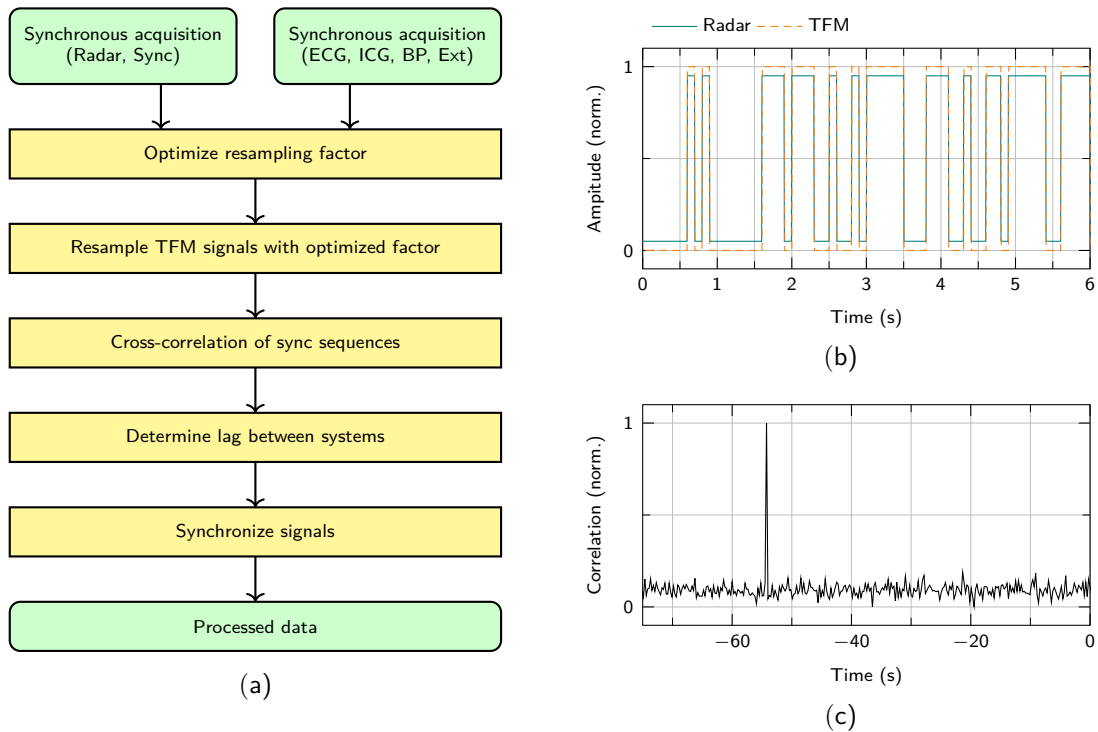 Synchronous acquisition
(Radar, Sync)
Synchronous acquisition
(ECG, ICG, BP, Ext)
Optimize resampling factor
Resample TFM signals with optimized factor
Cross-correlation of sync sequences
Determine lag between systems
Synchronize signals
Processed data
(a)
Radar TFM
Ampitude (norm.)
1
0
0 1 2 3 4 5 6
Time (s)
(b)
Correlation (norm.)
1
0
−60 −40 −20 0
Time (s)
(c)